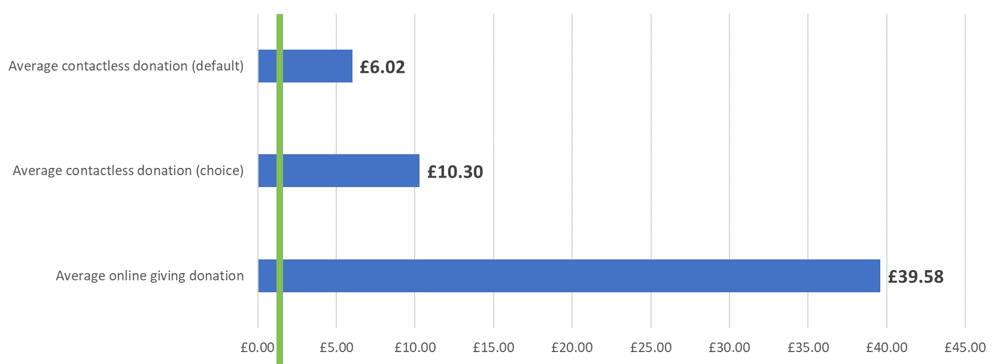 Average contactless donation (default)
£6.02
Average contactless donation (choice)
£10.30
Average online giving donation
£39.58
£0.00 £5.00 £10.00 £15.00 £20.00 £25.00 £30.00 £35.00 £40.00 £45.00